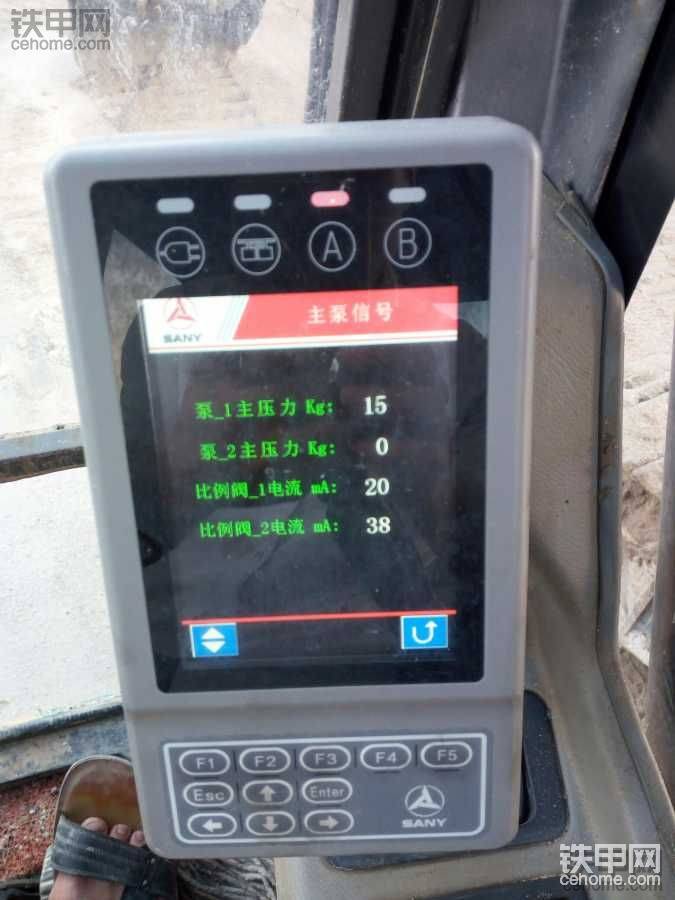 铁甲网
cehome.com
A
B
SANY
主泵信号
泵_1主压力 Kg: 15
泵_2主压力 Kg: 0
比例阀_1电流 mA: 20
比例阀_2电流 mA: 38
F1 F2 F3 F4 F5
Esc Enter
SANY
铁甲网
cehome.com